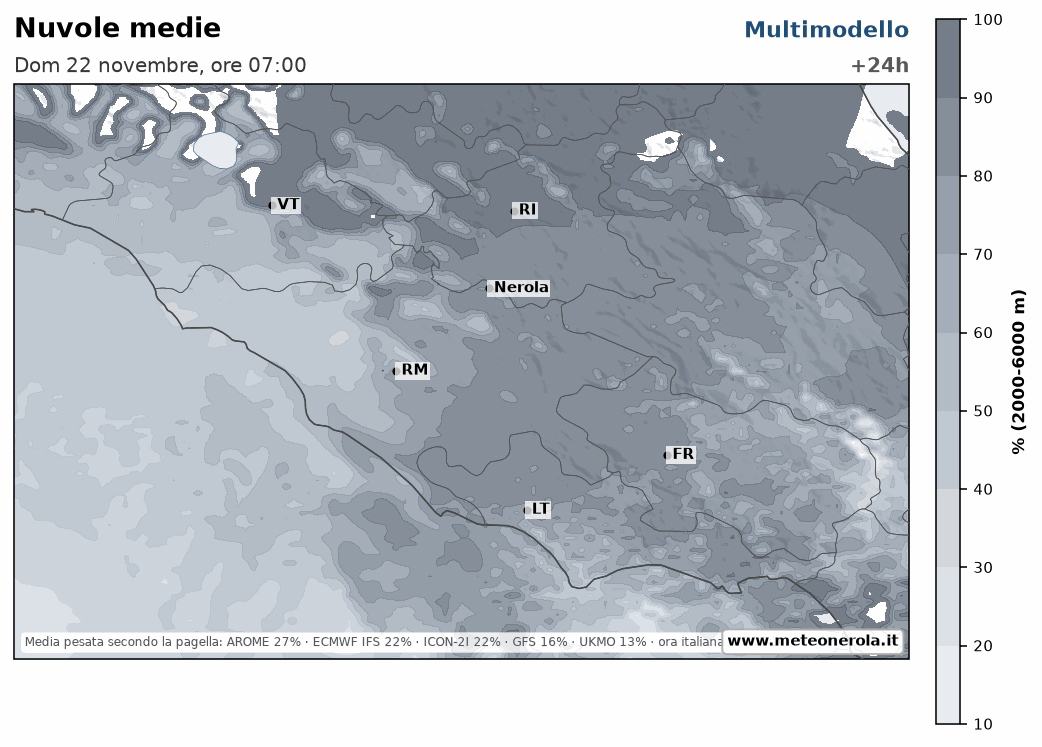 Nuvole medie
Multimodello
Dom 22 novembre, ore 07:00
+24h
100
90
80
70
60
50
40
30
20
10
% (2000-6000 m)
VT
RI
Nerola
RM
FR
LT
Media pesata secondo la pagella: AROME 27% · ECMWF IFS 22% · ICON-2I 22% · GFS 16% · UKMO 13% · ora italiana
www.meteonerola.it